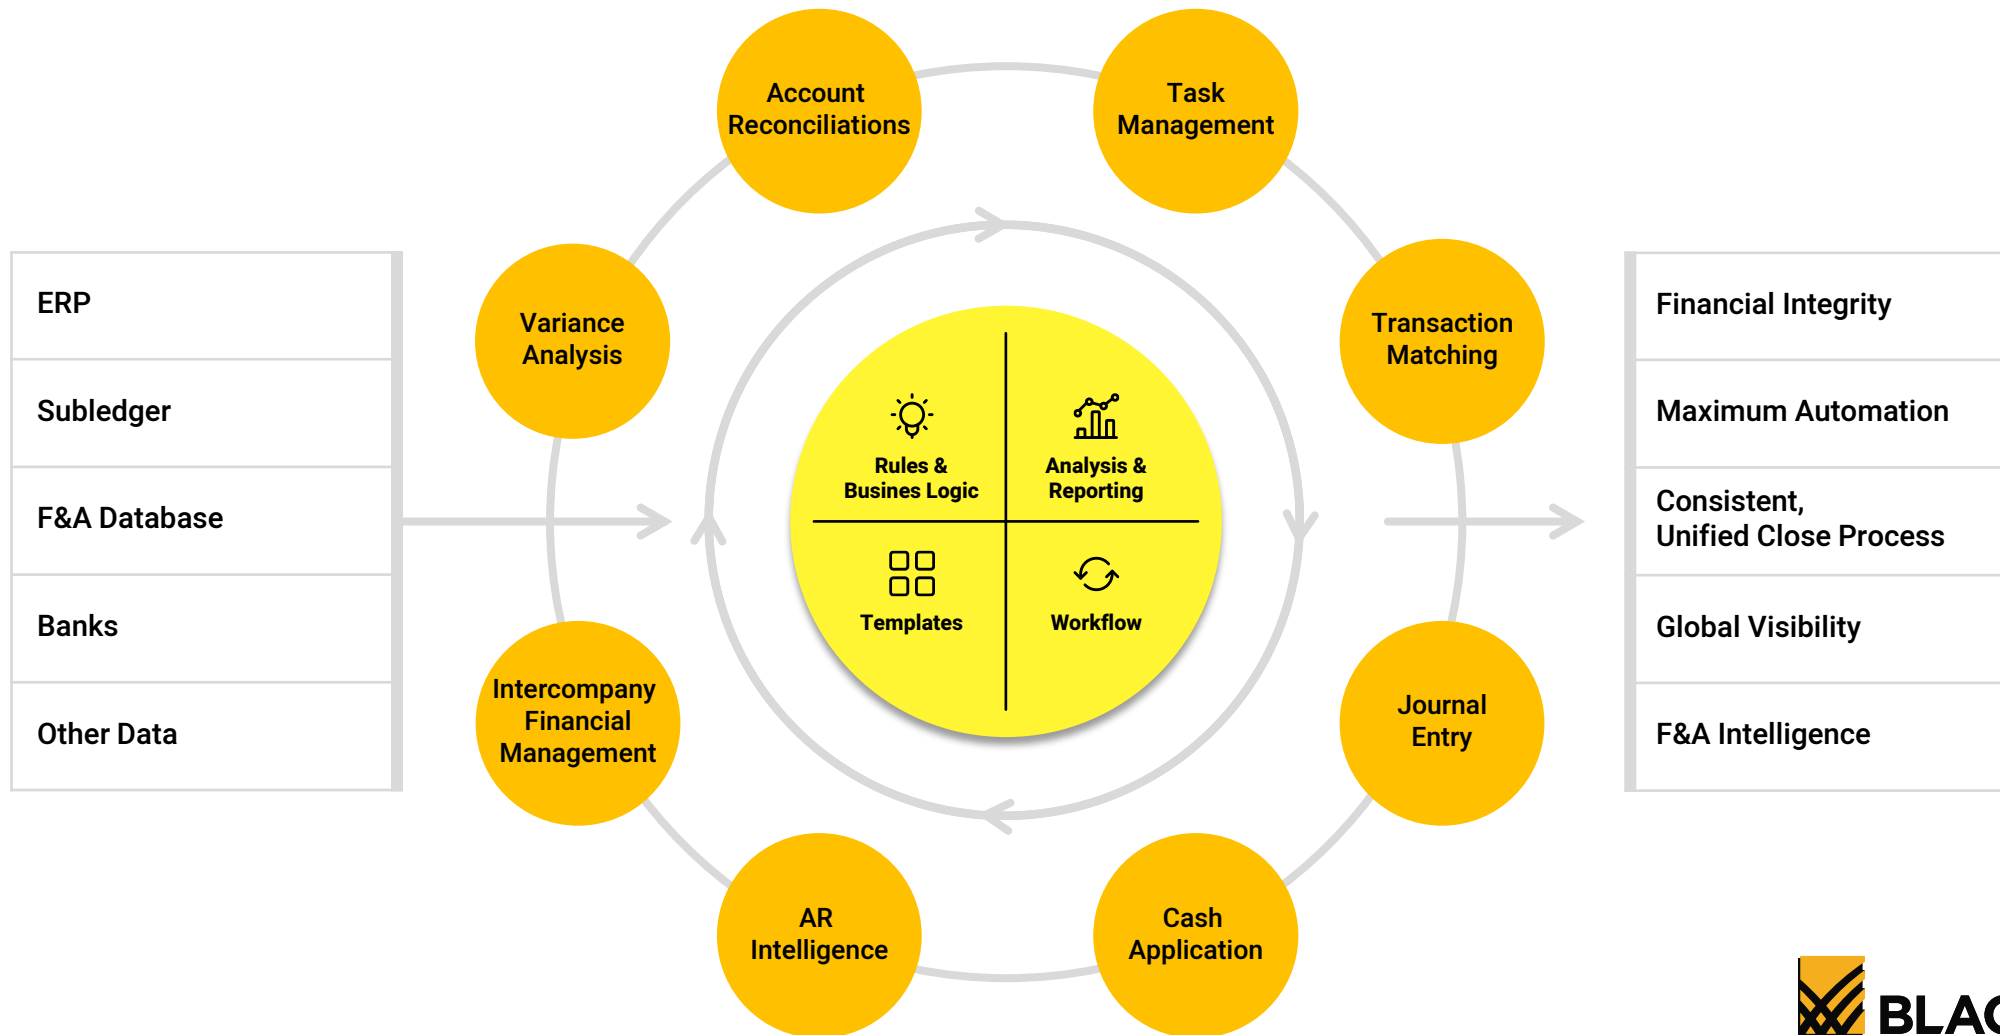 Account
Reconciliations
Task
Management
ERP
Subledger
F&A Database
Banks
Other Data
Variance
Analysis
Transaction
Matching
Rules &
Busines Logic
Analysis &
Reporting
Templates
Workflow
Intercompany
Financial
Management
Journal
Entry
AR
Intelligence
Cash
Application
Financial Integrity
Maximum Automation
Consistent,
Unified Close Process
Global Visibility
F&A Intelligence